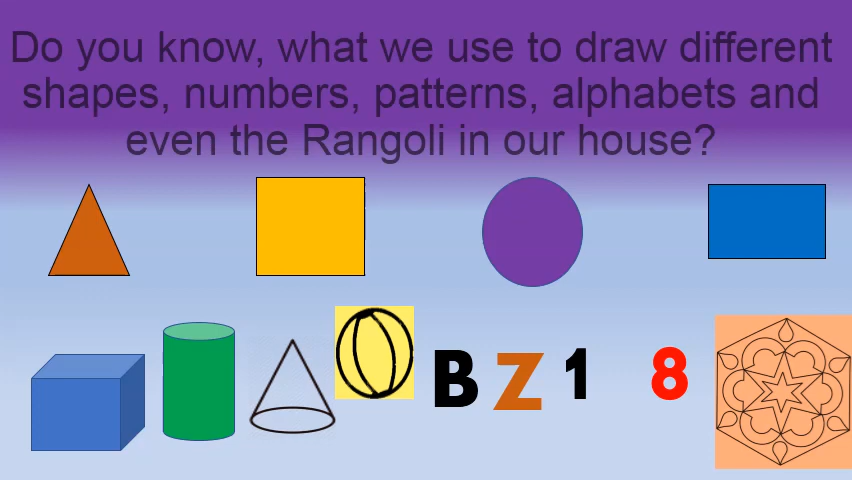 Do you know, what we use to draw different
shapes, numbers, patterns, alphabets and
even the Rangoli in our house?
B Z 1 8